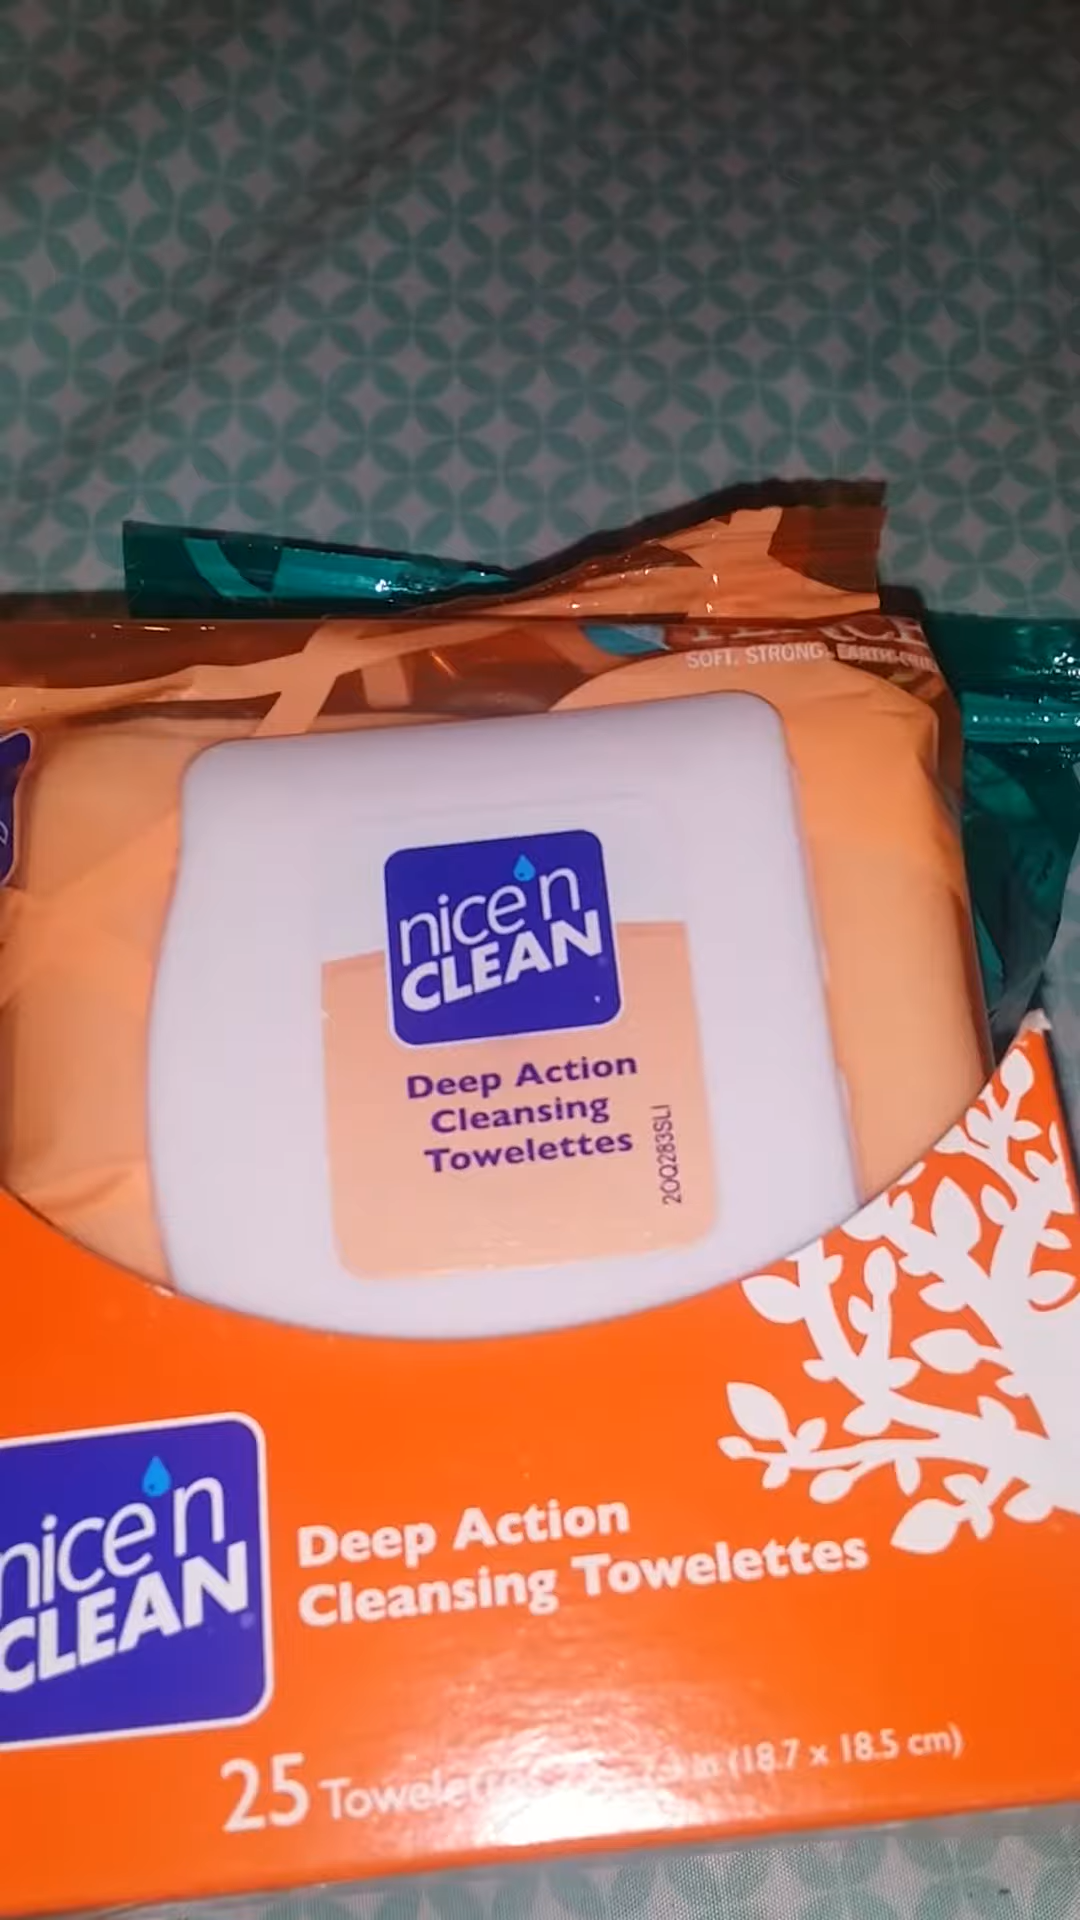 SOFT. STRONG.
nice'n
CLEAN
Deep Action
Cleansing
Towelettes
20Q283SLI
nice'n
CLEAN
Deep Action
Cleansing Towelettes
25 in (18.7 x 18.5 cm)